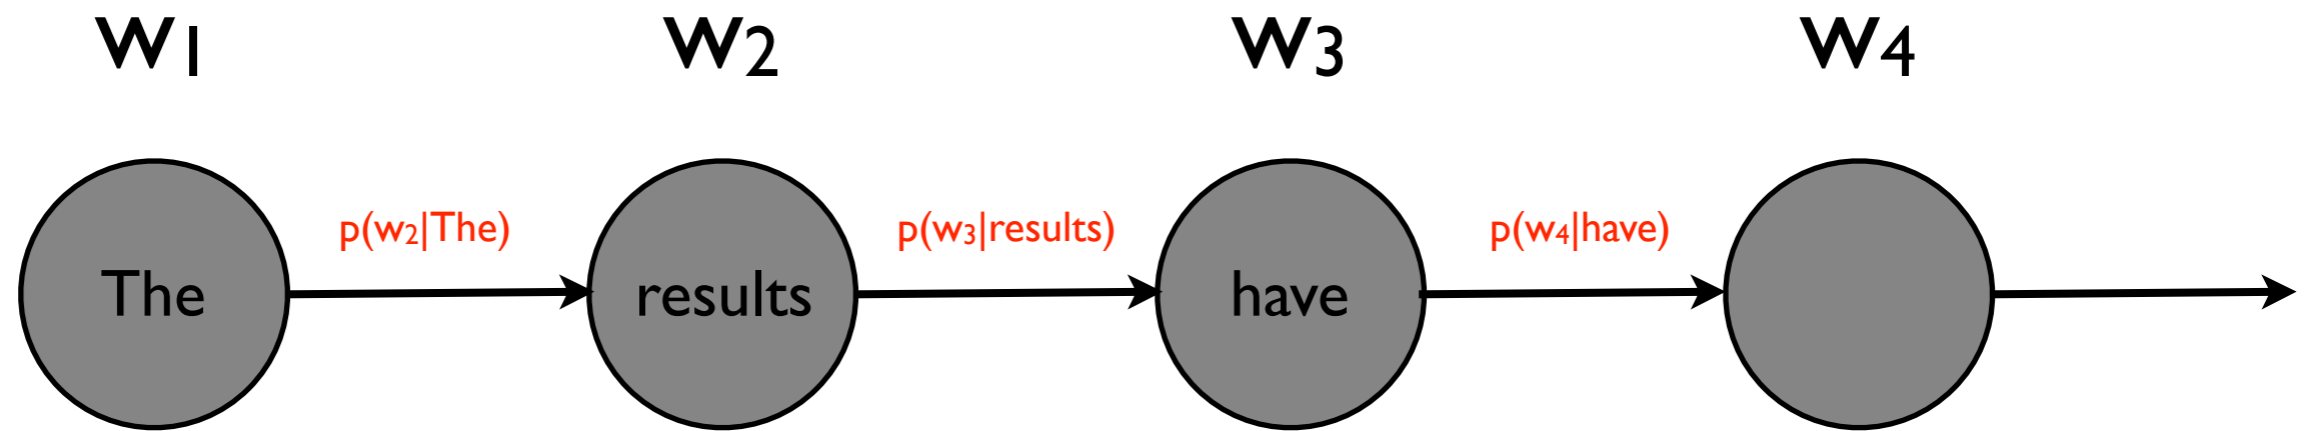 w1 w2 w3 w4
p(w2|The) p(w3|results) p(w4|have)
The results have